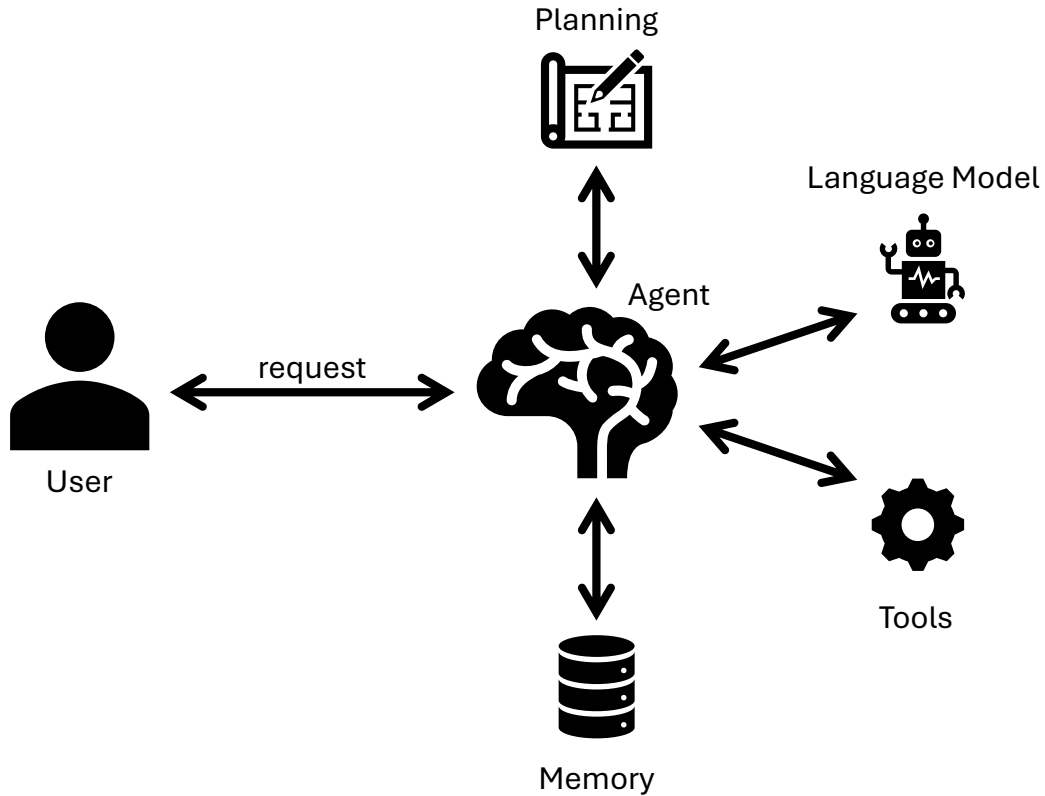 Planning
Language Model
Agent
request
User
Tools
Memory